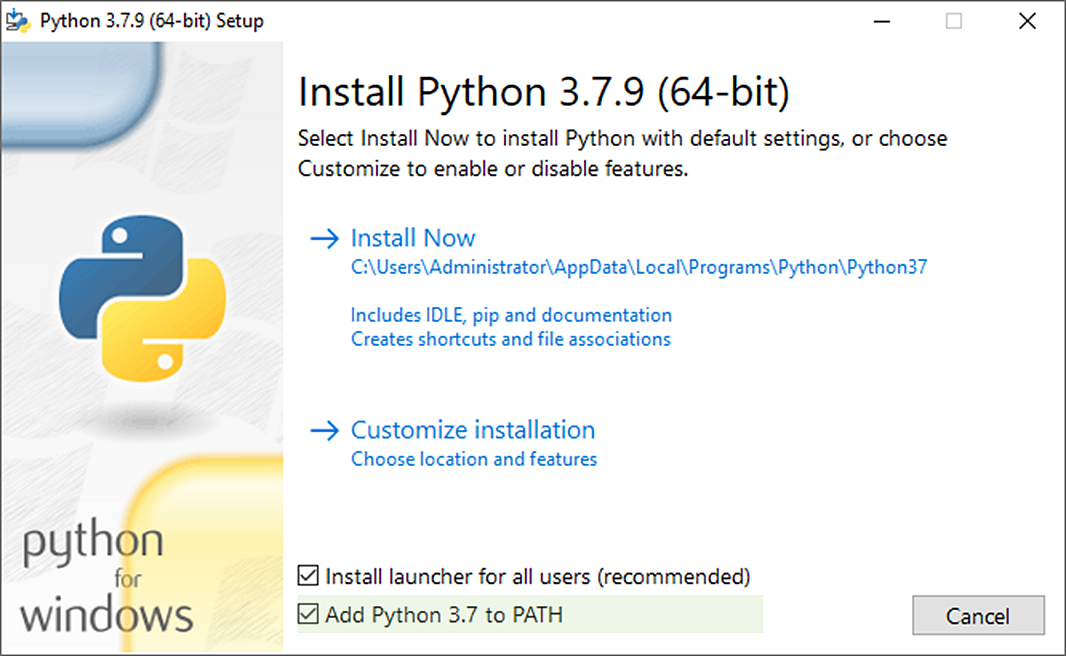 Python 3.7.9 (64-bit) Setup
Install Python 3.7.9 (64-bit)
Select Install Now to install Python with default settings, or choose
Customize to enable or disable features.
Install Now
C:\Users\Administrator\AppData\Local\Programs\Python\Python37
Includes IDLE, pip and documentation
Creates shortcuts and file associations
Customize installation
Choose location and features
python
for
windows
Install launcher for all users (recommended)
Add Python 3.7 to PATH
Cancel